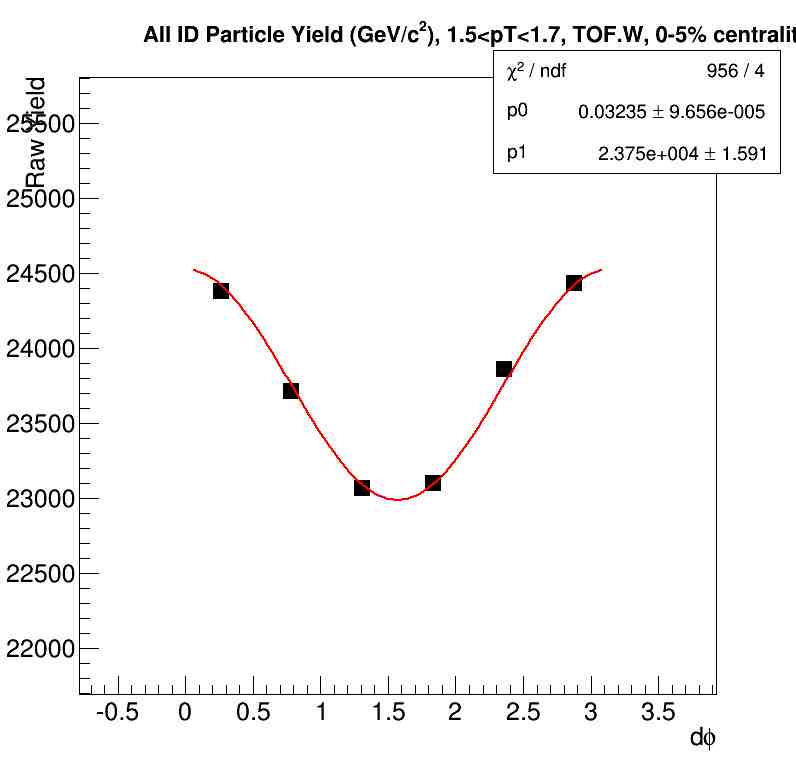 All ID Particle Yield (GeV/c²), 1.5<pT<1.7, TOF.W, 0-5% centralit
χ² / ndf 956 / 4
p0 0.03235 ± 9.656e-005
p1 2.375e+004 ± 1.591
Raw Yield
25500
25000
24500
24000
23500
23000
22500
22000
-0.5 0 0.5 1 1.5 2 2.5 3 3.5
dϕ